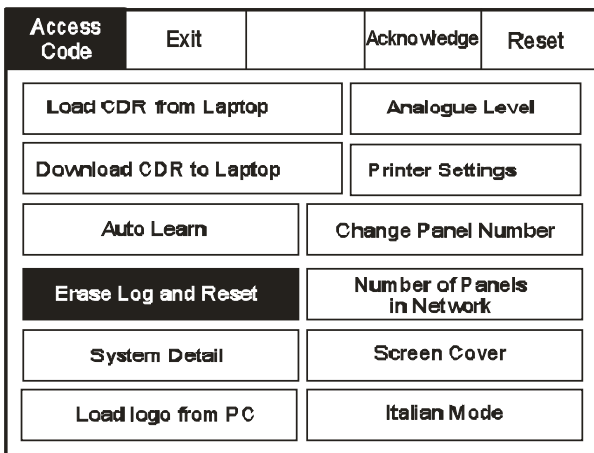 Access
Code
Exit
Acknowledge
Reset
Load CDR from Laptop
Analogue Level
Download CDR to Laptop
Printer Settings
Auto Learn
Change Panel Number
Erase Log and Reset
Number of Panels
in Network
System Detail
Screen Cover
Load logo from PC
Italian Mode